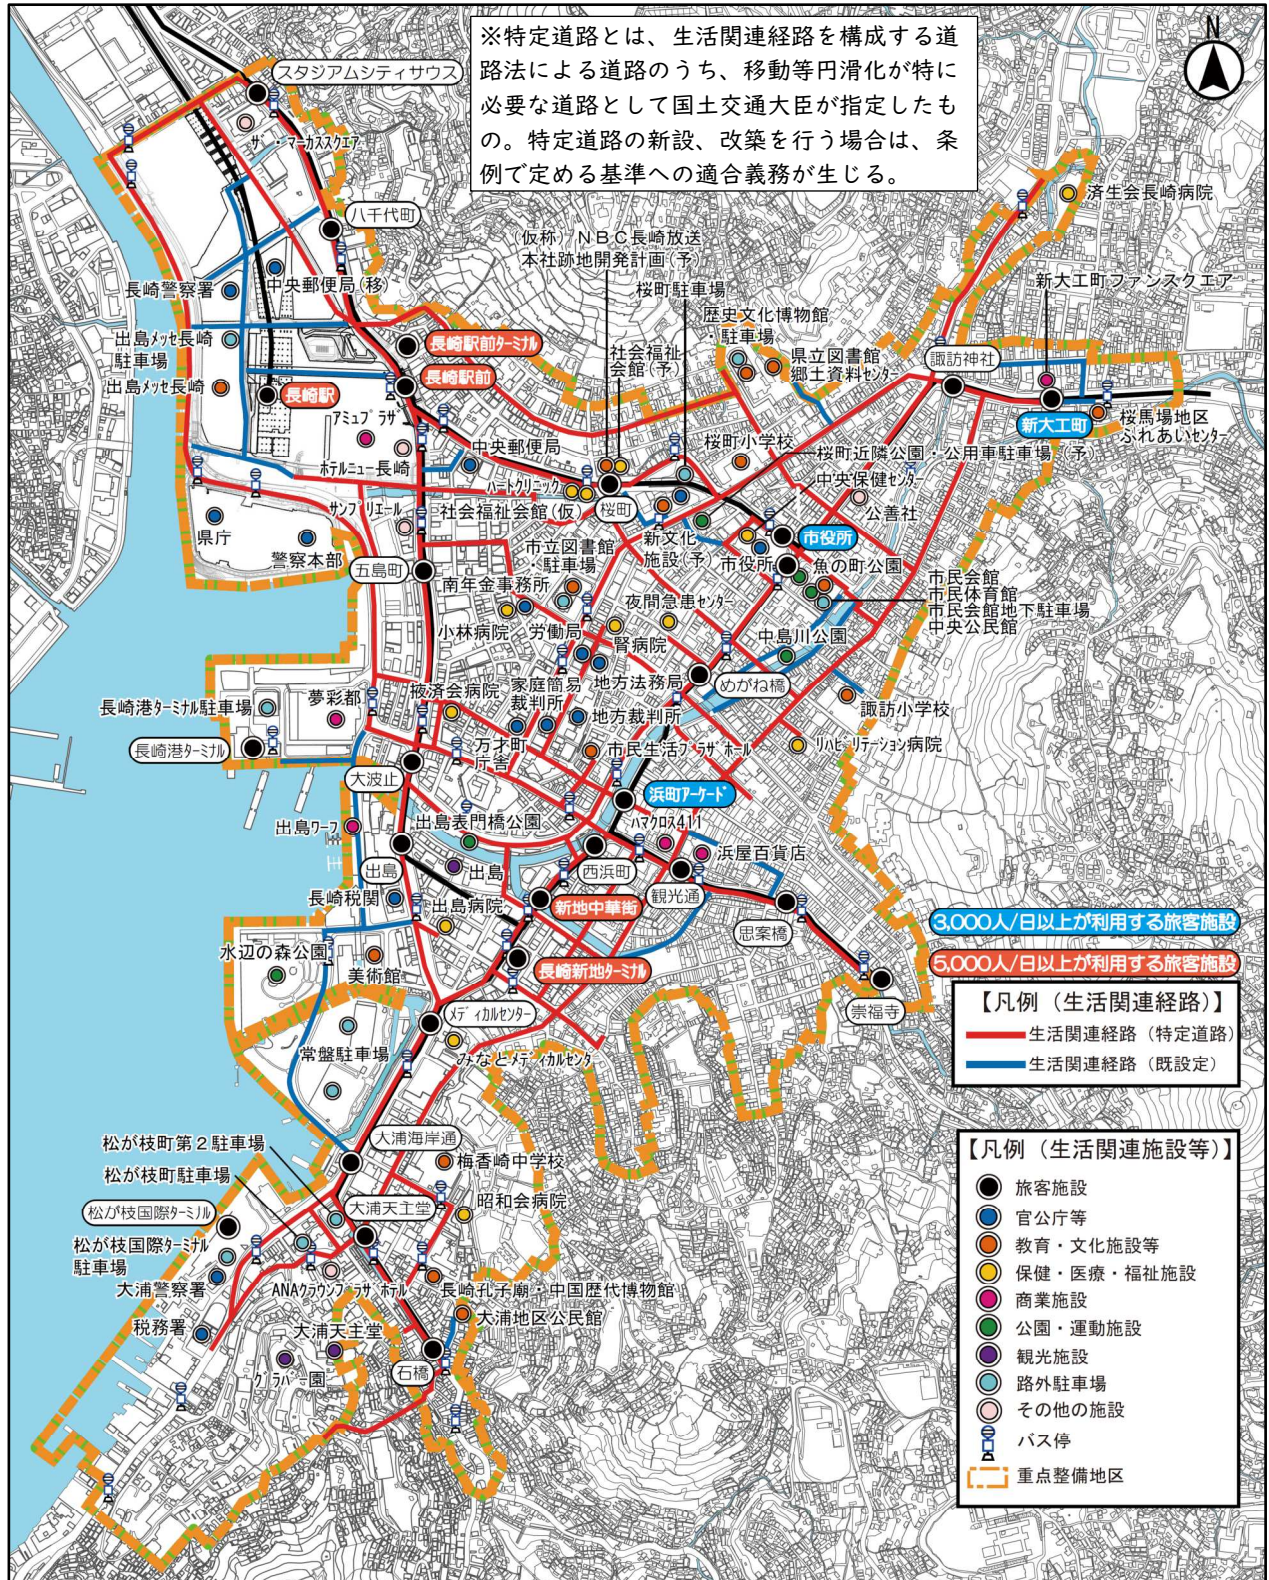 ※特定道路とは、生活関連経路を構成する道
路法による道路のうち、移動等円滑化が特に
必要な道路として国土交通大臣が指定したも
の。特定道路の新設、改築を行う場合は、条
例で定める基準への適合義務が生じる。
N
スタジアムシティサウス
ザ・マーカススクエア
八千代町
済生会長崎病院
(仮称)ＮＢＣ長崎放送
本社跡地開発計画(予)
桜町駐車場
新大工町ファンスクエア
長崎警察署
中央郵便局(移)
歴史文化博物館
・駐車場
出島メッセ長崎
駐車場
長崎駅前ターミナル
社会福祉
会館(予)
県立図書館
郷土資料センター
諏訪神社
出島メッセ長崎
長崎駅
長崎駅前
新大工町
桜馬場地区
ふれあいセンター
アミュプラザ
中央郵便局
桜町小学校
桜町近隣公園・公用車駐車場(予)
ホテルニュー長崎
ハートクリニック
中央保健センター
サンプリエール
社会福祉会館(仮)
桜町
公善社
県庁
警察本部
新文化
施設(予)
市役所
市役所
魚の町公園
五島町
市立図書館
・駐車場
南年金事務所
市民会館
市民体育館
市民会館地下駐車場
中央公民館
夜間急患センター
小林病院
労働局
腎病院
中島川公園
地方法務局
めがね橋
夢彩都
掖済会病院
家庭簡易
裁判所
長崎港ターミナル駐車場
地方裁判所
諏訪小学校
長崎港ターミナル
万才町
庁舎
市民生活プラザホール
リハビリテーション病院
大波止
浜町アーケード
出島ワーフ
出島表門橋公園
ハマクロス411
浜屋百貨店
出島
出島
西浜町
観光通
長崎税関
出島病院
新地中華街
思案橋
3,000人/日以上が利用する旅客施設
水辺の森公園
美術館
長崎新地ターミナル
5,000人/日以上が利用する旅客施設
崇福寺
【凡例（生活関連経路）】
生活関連経路（特定道路）
生活関連経路（既設定）
メディカルセンター
常盤駐車場
みなとメディカルセンタ
松が枝町第２駐車場
大浦海岸通
松が枝町駐車場
梅香崎中学校
昭和会病院
松が枝国際ターミナル
大浦天主堂
松が枝国際ターミナル
駐車場
大浦警察署
ANAクラウンプラザホテル
長崎孔子廟・中国歴代博物館
税務署
大浦天主堂
大浦地区公民館
グラバー園
石橋
【凡例（生活関連施設等）】
旅客施設
官公庁等
教育・文化施設等
保健・医療・福祉施設
商業施設
公園・運動施設
観光施設
路外駐車場
その他の施設
バス停
重点整備地区